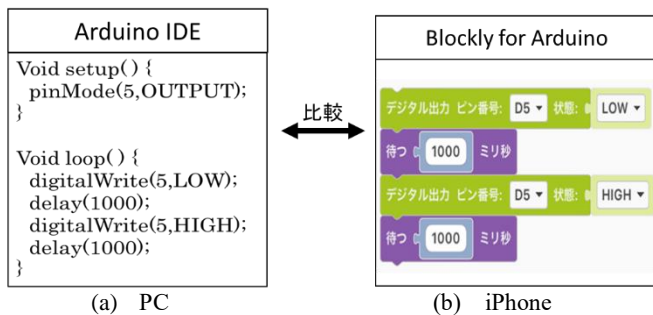 Arduino IDE
Void setup( ) {
pinMode(5,OUTPUT);
}
Void loop( ) {
digitalWrite(5,LOW);
delay(1000);
digitalWrite(5,HIGH);
delay(1000);
}
(a) PC
比較
Blockly for Arduino
デジタル出力 ピン番号: D5 状態: LOW
待つ 1000 ミリ秒
デジタル出力 ピン番号: D5 状態: HIGH
待つ 1000 ミリ秒
(b) iPhone